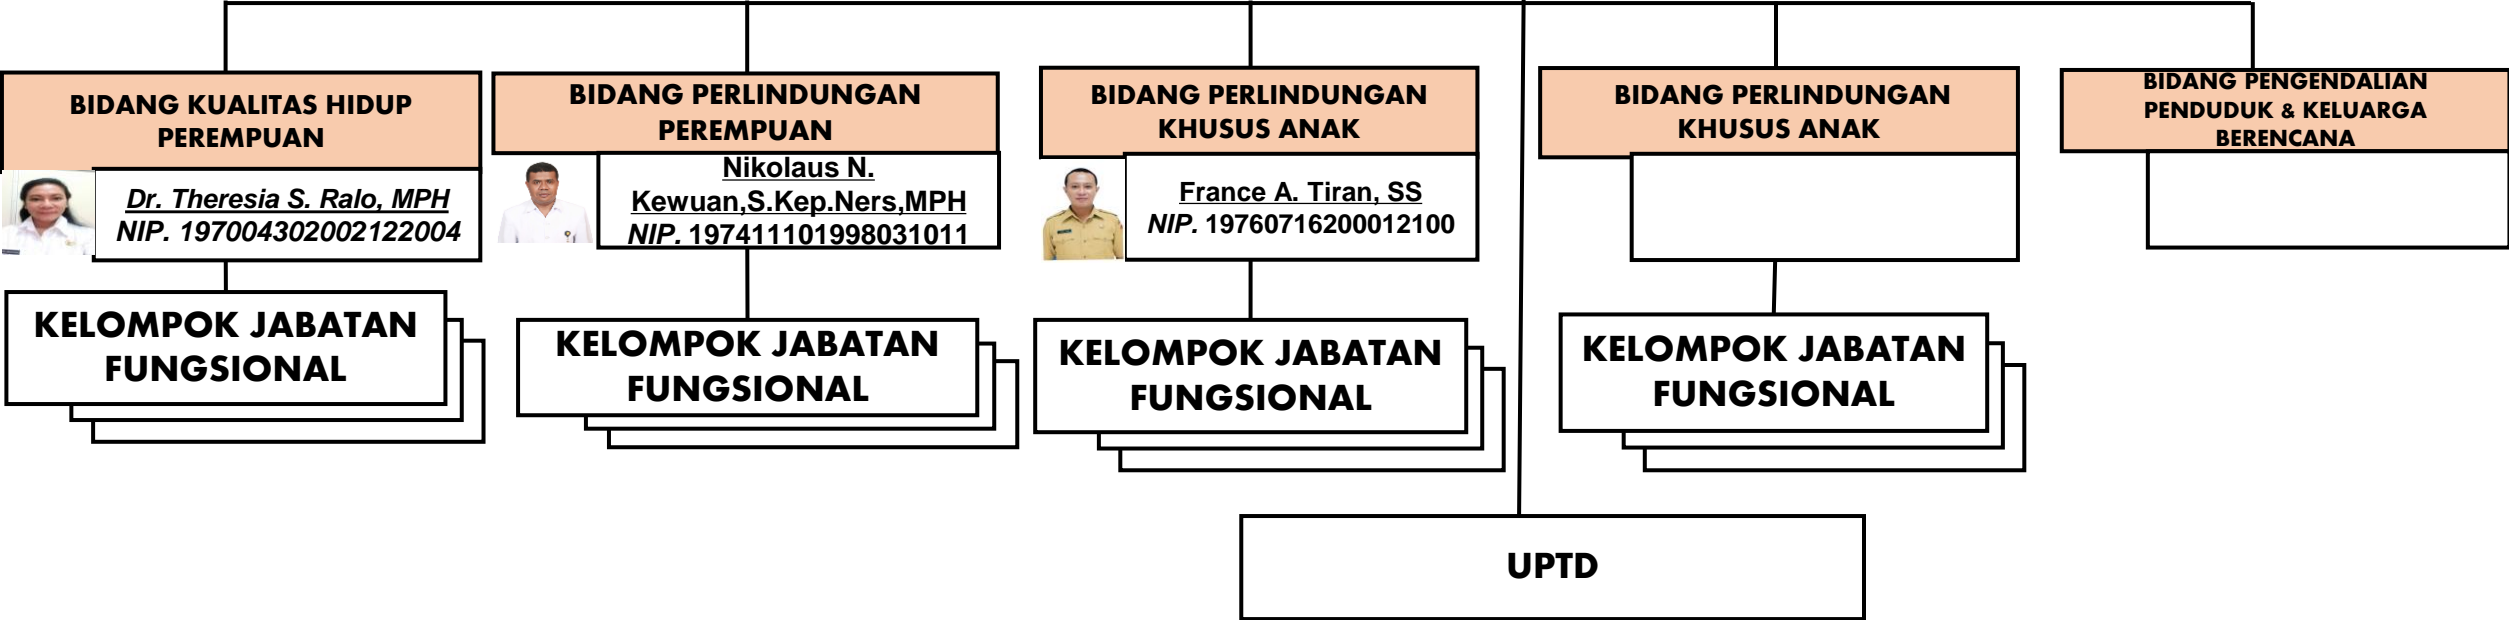 BIDANG KUALITAS HIDUP
PEREMPUAN
Dr. Theresia S. Ralo, MPH
NIP. 197004302002122004
KELOMPOK JABATAN
FUNGSIONAL
BIDANG PERLINDUNGAN
PEREMPUAN
Nikolaus N.
Kewuan,S.Kep.Ners,MPH
NIP. 197411101998031011
KELOMPOK JABATAN
FUNGSIONAL
BIDANG PERLINDUNGAN
KHUSUS ANAK
France A. Tiran, SS
NIP. 19760716200012100
KELOMPOK JABATAN
FUNGSIONAL
BIDANG PERLINDUNGAN
KHUSUS ANAK
KELOMPOK JABATAN
FUNGSIONAL
BIDANG PENGENDALIAN
PENDUDUK & KELUARGA
BERENCANA
UPTD